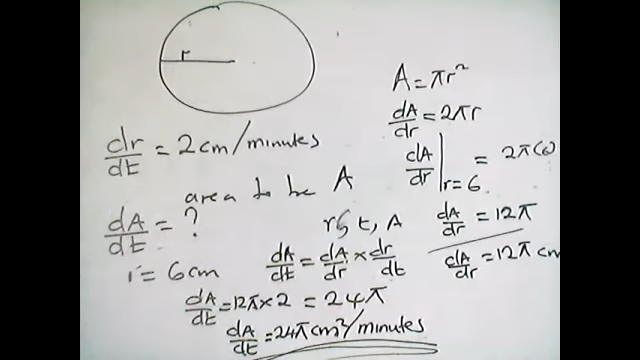 r
dr/dt = 2cm/minutes
area to be A
dA/dt = ?
r = 6cm
A = πr²
dA/dr = 2πr
dA/dr | r=6 = 2π(6)
dA/dr = 12π
dA/dr = 12π cm
r, t, A
dA/dt = dA/dr × dr/dt
dA/dt = 12π×2 = 24π
dA/dt = 24π cm²/minutes